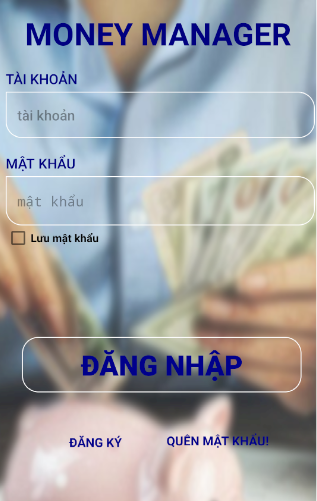 MONEY MANAGER
TÀI KHOẢN
tài khoản
MẬT KHẨU
mật khẩu
Lưu mật khẩu
ĐĂNG NHẬP
ĐĂNG KÝ
QUÊN MẬT KHẨU!